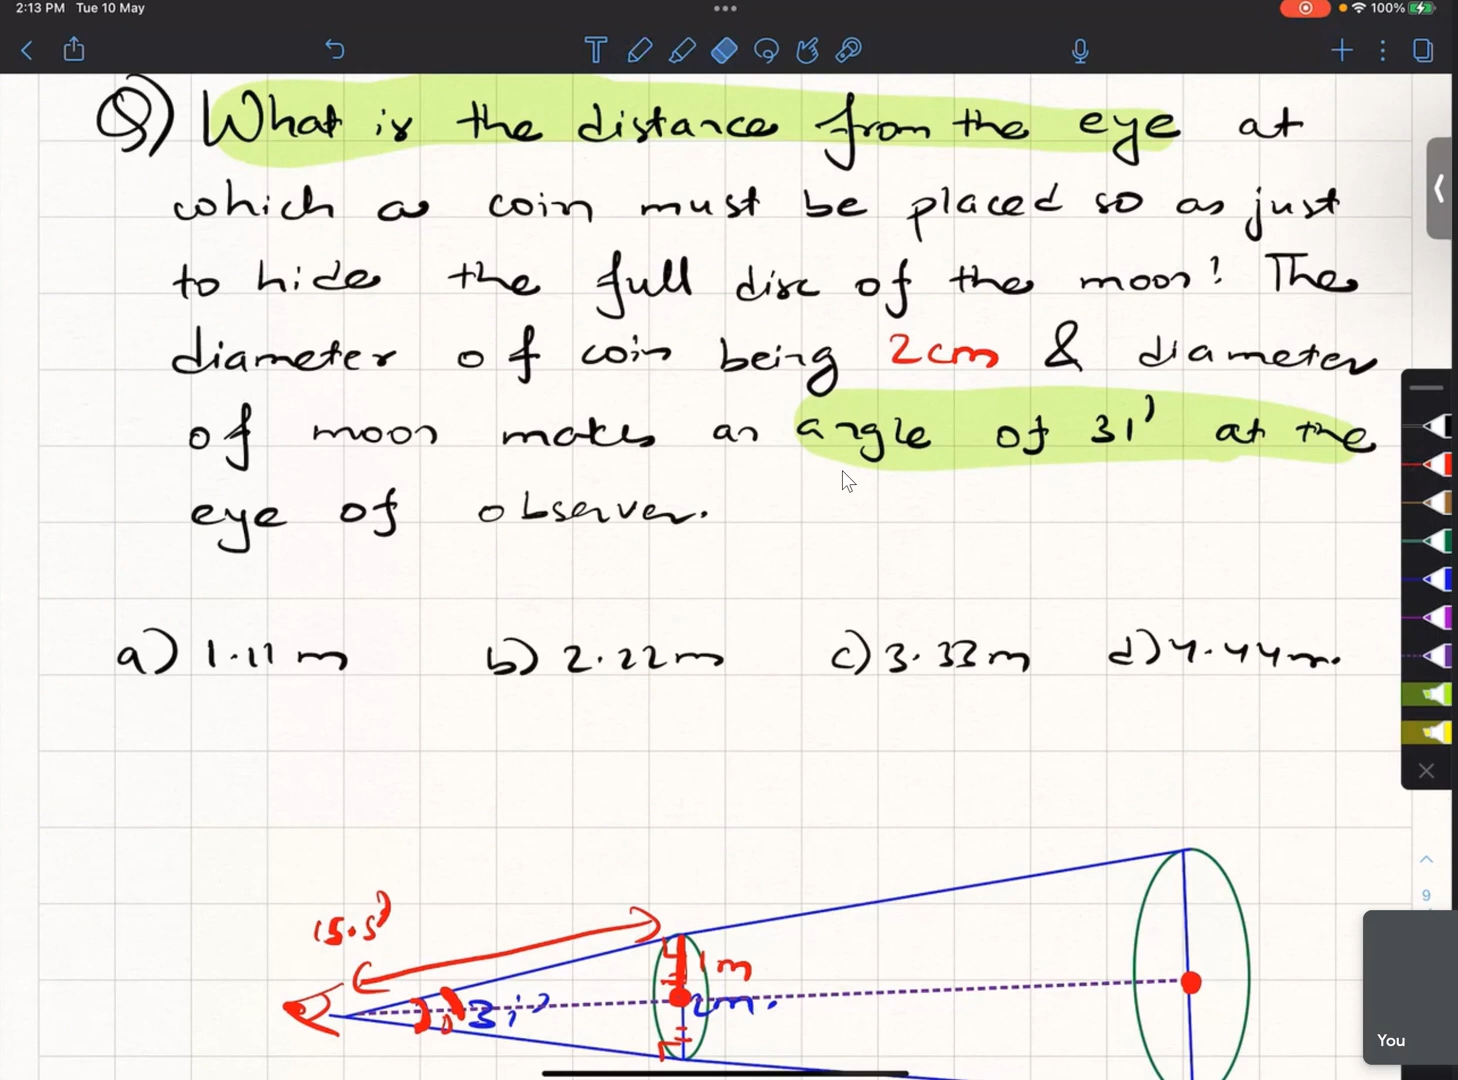 2:13 PM Tue 10 May
100%
Q) What is the distance from the eye at
which a coin must be placed so as just
to hide the full disc of the moon? The
diameter of coin being 2cm & diameter
of moon makes an angle of 31' at the
eye of observer.
a) 1.11 m b) 2.22m c) 3.33m d) 4.44m.
15.5'
1m
31'
2m.
9
You